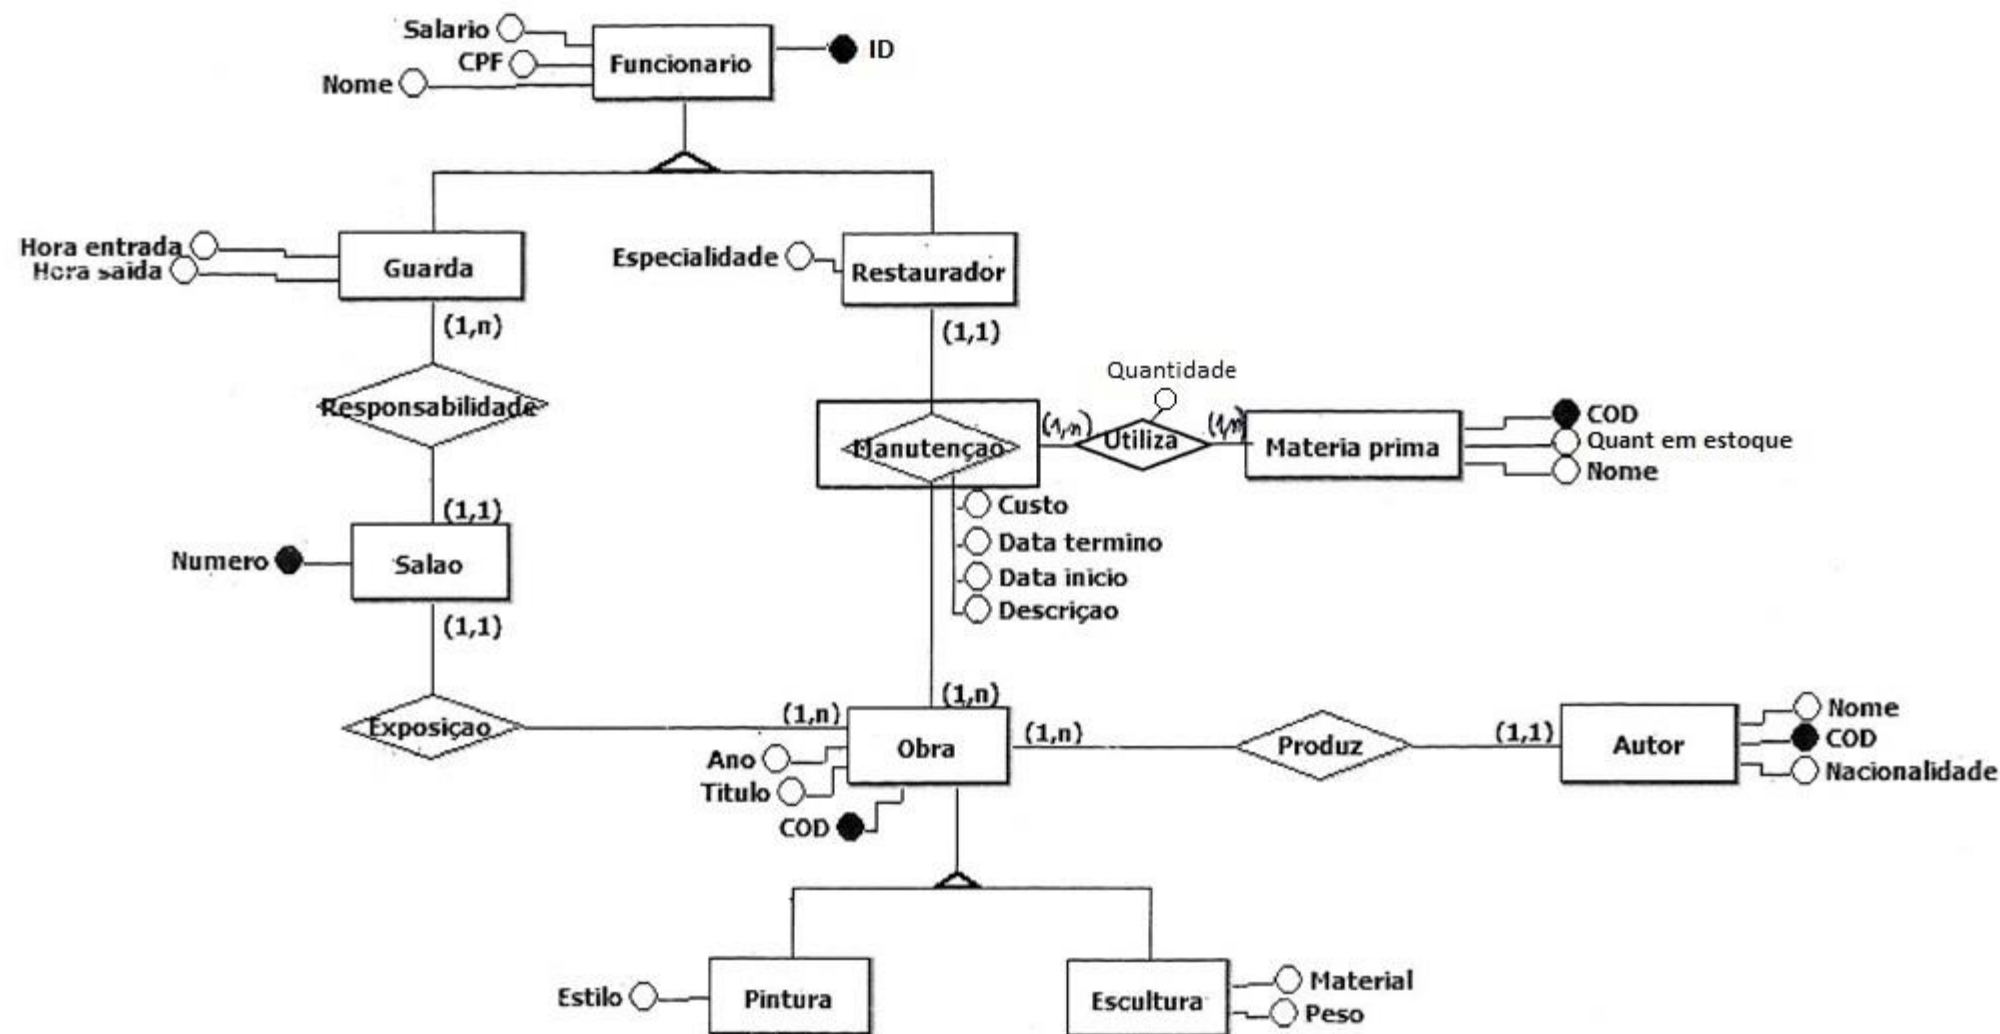 Salario
CPF
Nome
Funcionario
ID
Hora entrada
Hora saida
Guarda
Especialidade
Restaurador
(1,n)
(1,1)
Responsabilidade
Quantidade
Manutençao
(1,n)
Utiliza
(1,n)
Materia prima
COD
Quant em estoque
Nome
Custo
Data termino
Data inicio
Descriçao
(1,1)
Numero
Salao
(1,1)
Exposiçao
(1,n)
(1,n)
Obra
Ano
Titulo
COD
(1,n)
Produz
(1,1)
Autor
Nome
COD
Nacionalidade
Estilo
Pintura
Escultura
Material
Peso